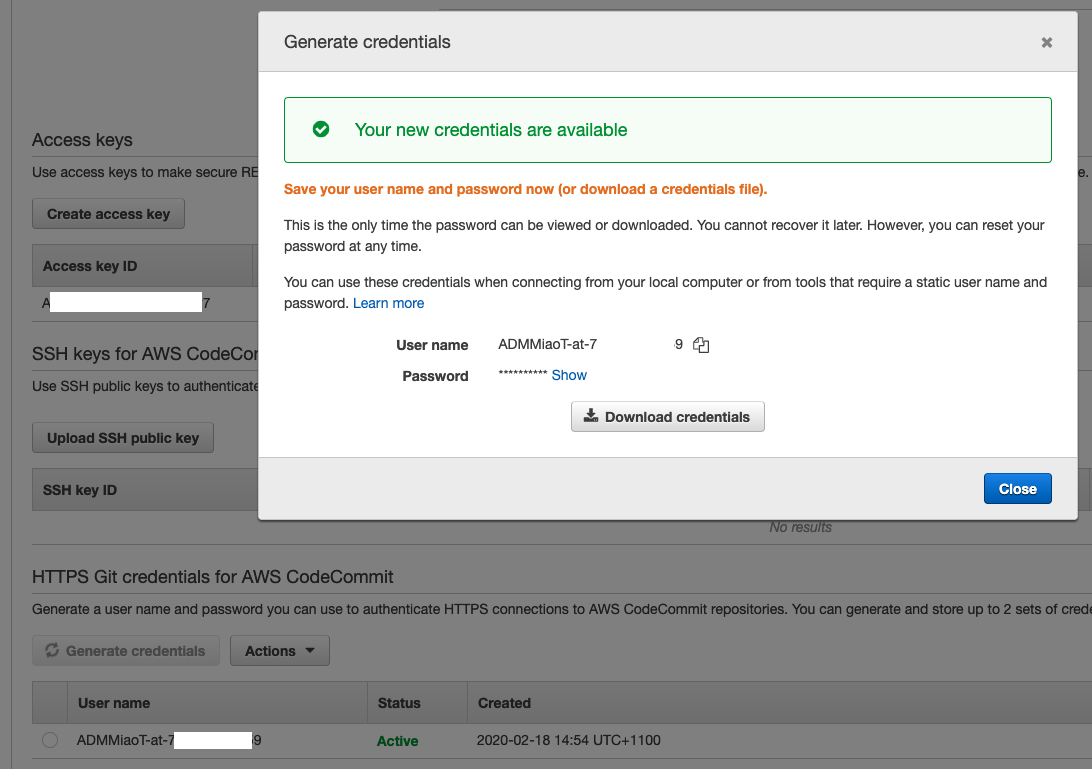 Generate credentials
Your new credentials are available
Save your user name and password now (or download a credentials file).
This is the only time the password can be viewed or downloaded. You cannot recover it later. However, you can reset your
password at any time.
You can use these credentials when connecting from your local computer or from tools that require a static user name and
password. Learn more
User name ADMMiaoT-at-7 9
Password ********** Show
Download credentials
Close
Access keys
Use access keys to make secure RE
e.
Create access key
Access key ID
A 7
SSH keys for AWS CodeCor
Use SSH public keys to authenticate
Upload SSH public key
SSH key ID
No results
HTTPS Git credentials for AWS CodeCommit
Generate a user name and password you can use to authenticate HTTPS connections to AWS CodeCommit repositories. You can generate and store up to 2 sets of crede
Generate credentials Actions
User name Status Created
ADMMiaoT-at-7 9 Active 2020-02-18 14:54 UTC+1100